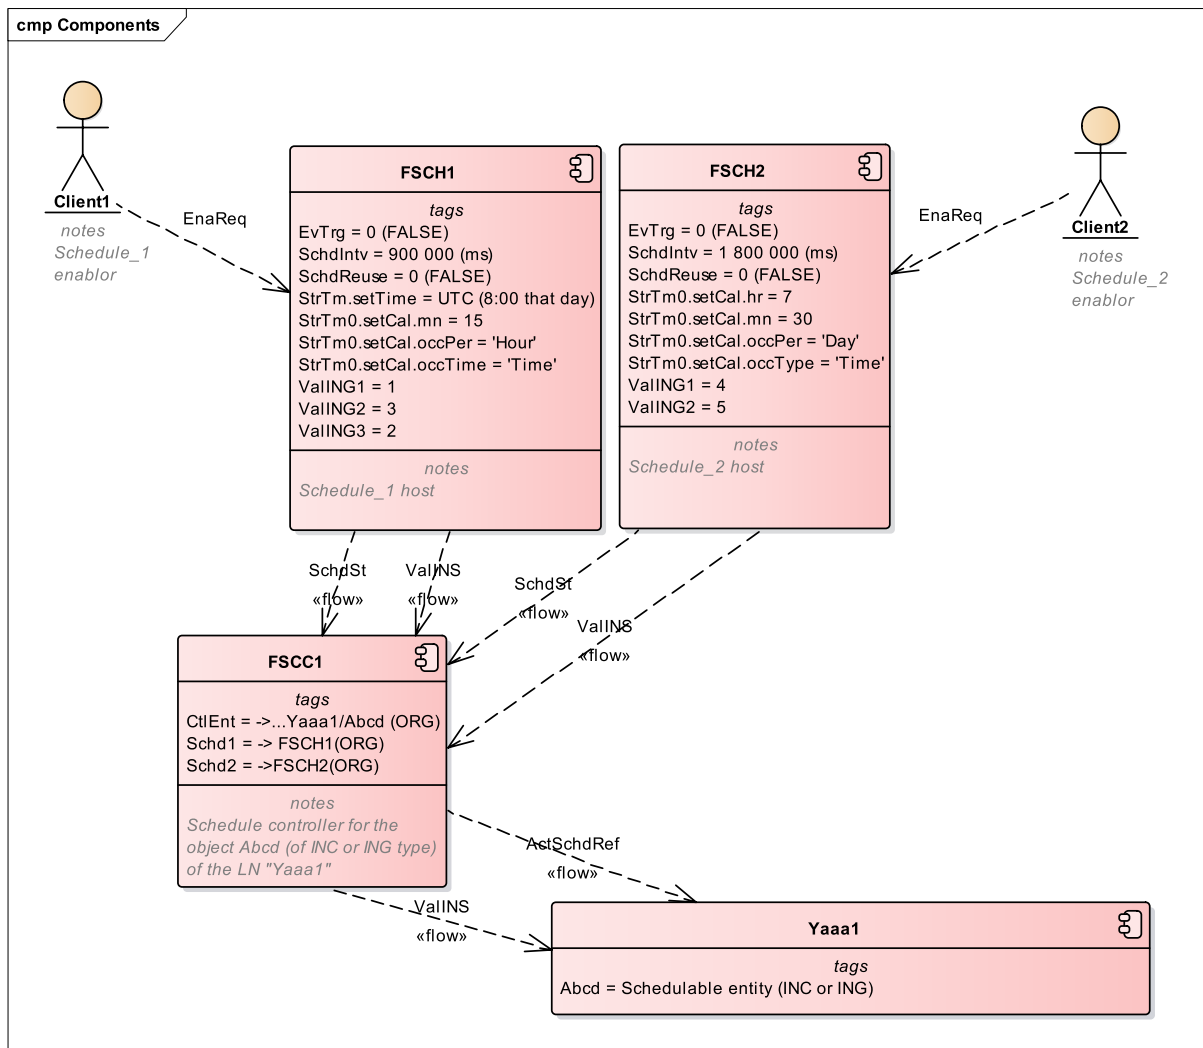 cmp Components
Client1
notes
Schedule_1
enablor
EnaReq
FSCH1
tags
EvTrg = 0 (FALSE)
SchdIntv = 900 000 (ms)
SchdReuse = 0 (FALSE)
StrTm.setTime = UTC (8:00 that day)
StrTm0.setCal.mn = 15
StrTm0.setCal.occPer = 'Hour'
StrTm0.setCal.occTime = 'Time'
ValING1 = 1
ValING2 = 3
ValING3 = 2
notes
Schedule_1 host
FSCH2
tags
EvTrg = 0 (FALSE)
SchdIntv = 1 800 000 (ms)
SchdReuse = 0 (FALSE)
StrTm0.setCal.hr = 7
StrTm0.setCal.mn = 30
StrTm0.setCal.occPer = 'Day'
StrTm0.setCal.occType = 'Time'
ValING1 = 4
ValING2 = 5
notes
Schedule_2 host
EnaReq
Client2
notes
Schedule_2
enablor
SchdSt
«flow»
ValINS
«flow»
SchdSt
«flow»
ValINS
«flow»
FSCC1
tags
CtlEnt = ->...Yaaa1/Abcd (ORG)
Schd1 = -> FSCH1(ORG)
Schd2 = ->FSCH2(ORG)
notes
Schedule controller for the
object Abcd (of INC or ING type)
of the LN "Yaaa1"
ActSchdRef
«flow»
ValINS
«flow»
Yaaa1
tags
Abcd = Schedulable entity (INC or ING)